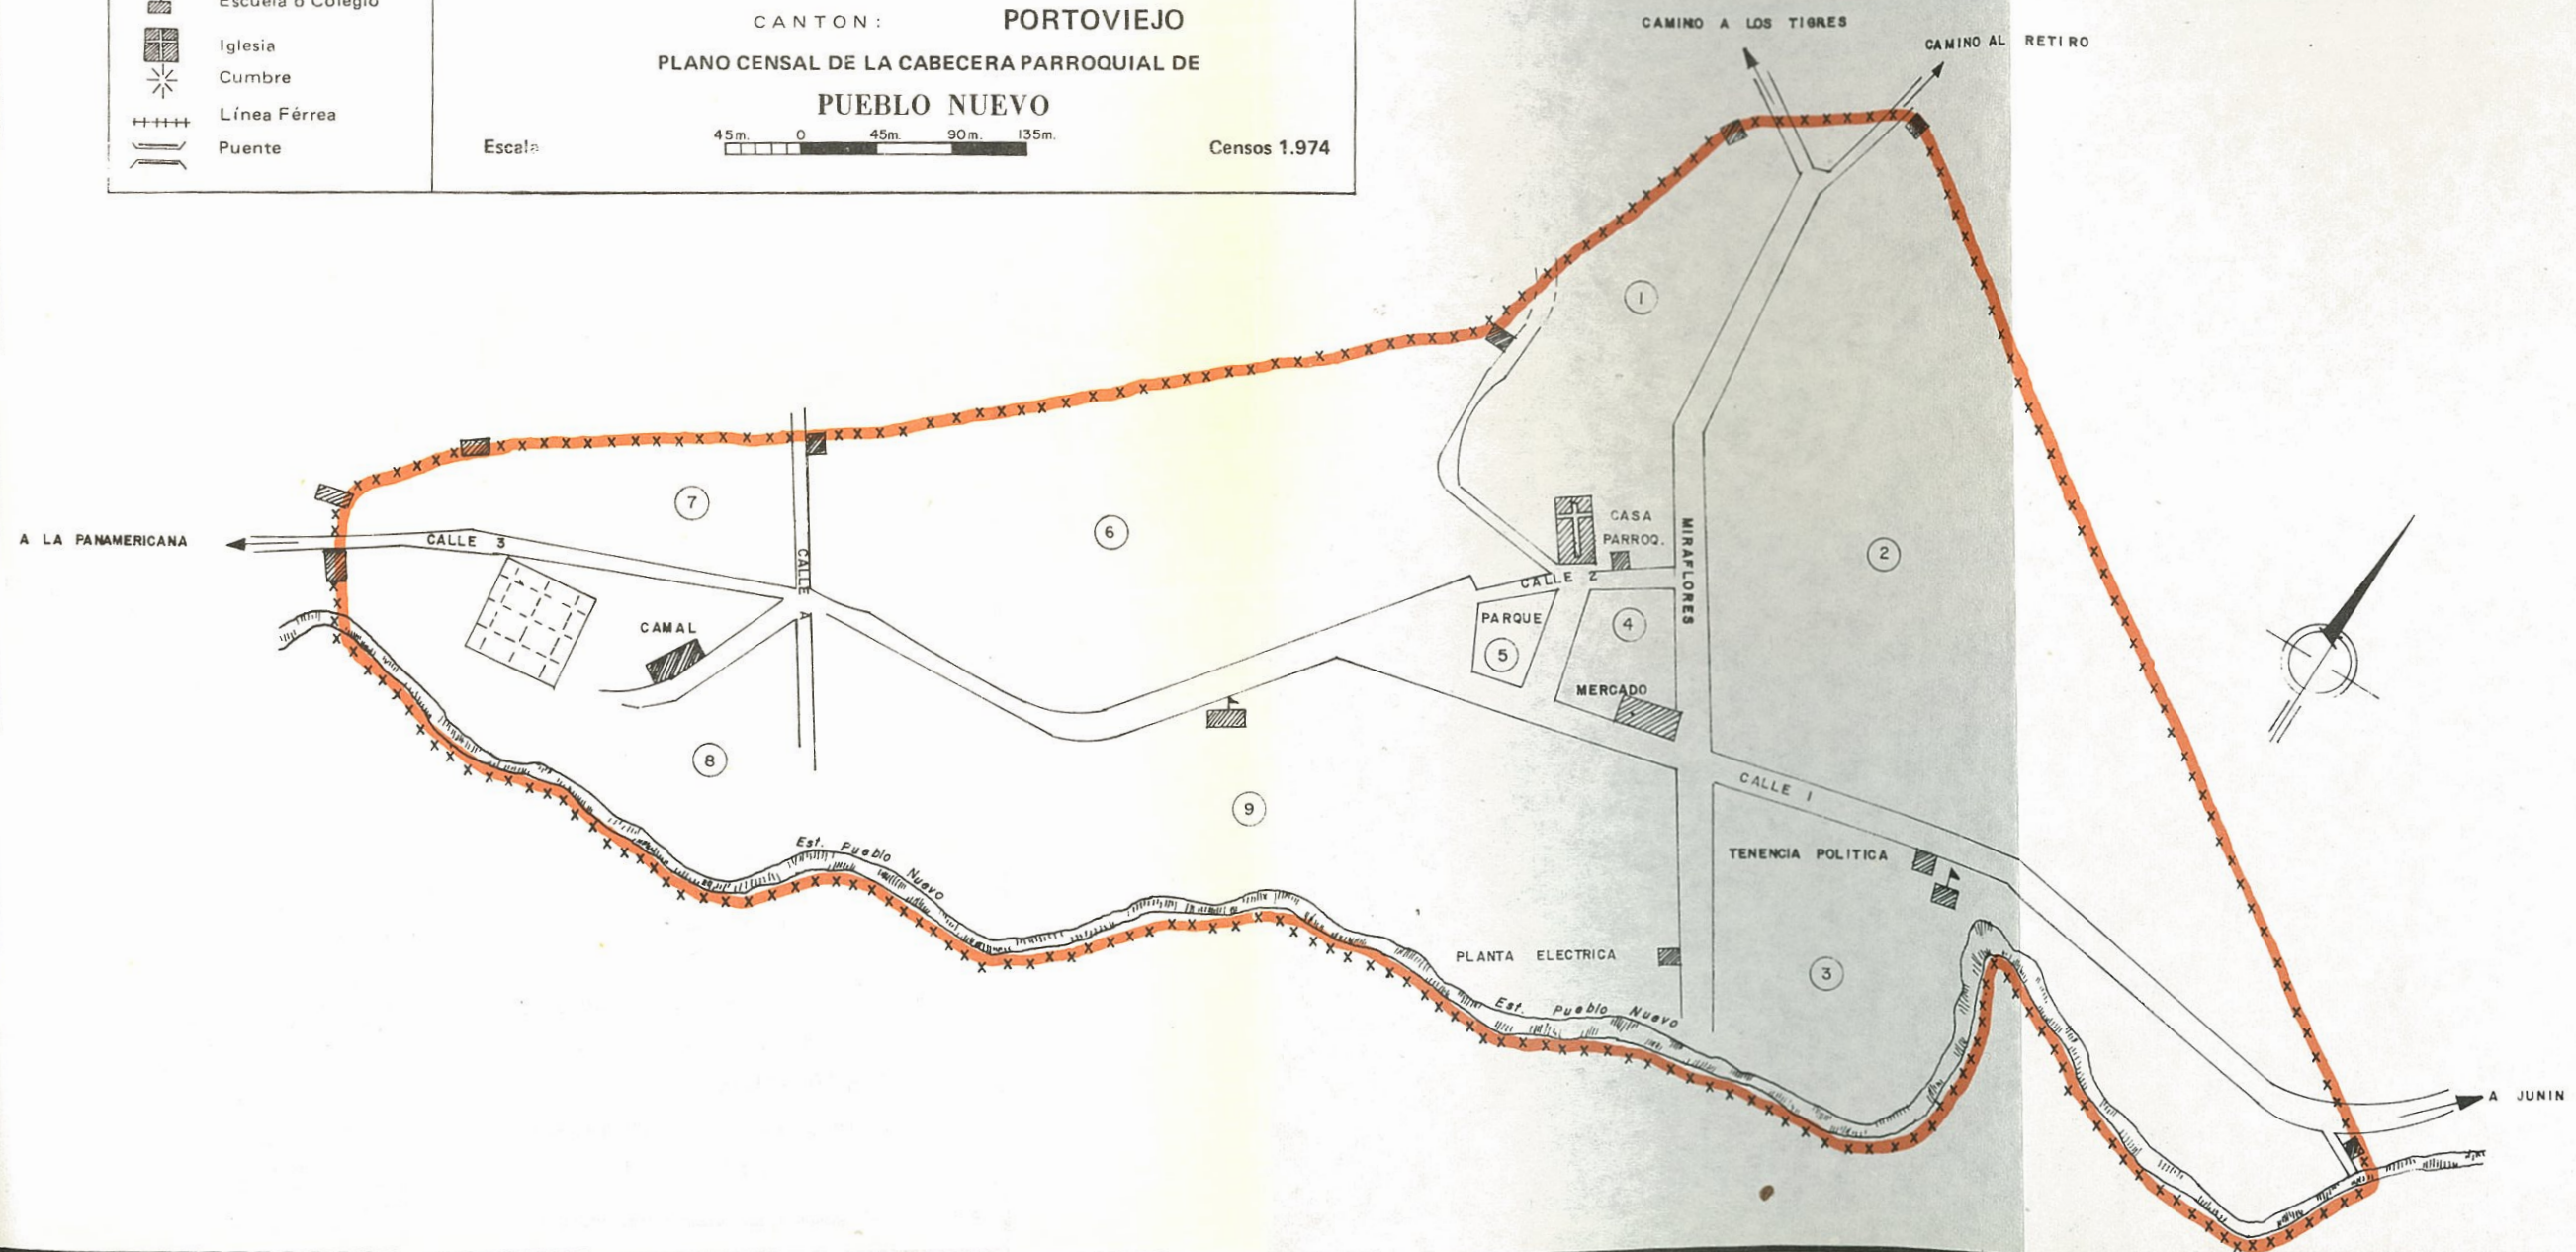 Escuela o Colegio
Iglesia
Cumbre
Línea Férrea
Puente
CANTON: PORTOVIEJO
PLANO CENSAL DE LA CABECERA PARROQUIAL DE
PUEBLO NUEVO
45m. 0 45m. 90m. 135m.
Escala
Censos 1.974
CAMINO A LOS TIGRES
CAMINO AL RETIRO
1
7
6
A LA PANAMERICANA
CALLE 3
CALLE A
CASA
PARROQ.
MIRAFLORES
2
CALLE 2
PARQUE
5
4
CAMAL
MERCADO
8
9
CALLE 1
Est. Pueblo Nuevo
TENENCIA POLITICA
PLANTA ELECTRICA
3
Est. Pueblo Nuevo
A JUNIN